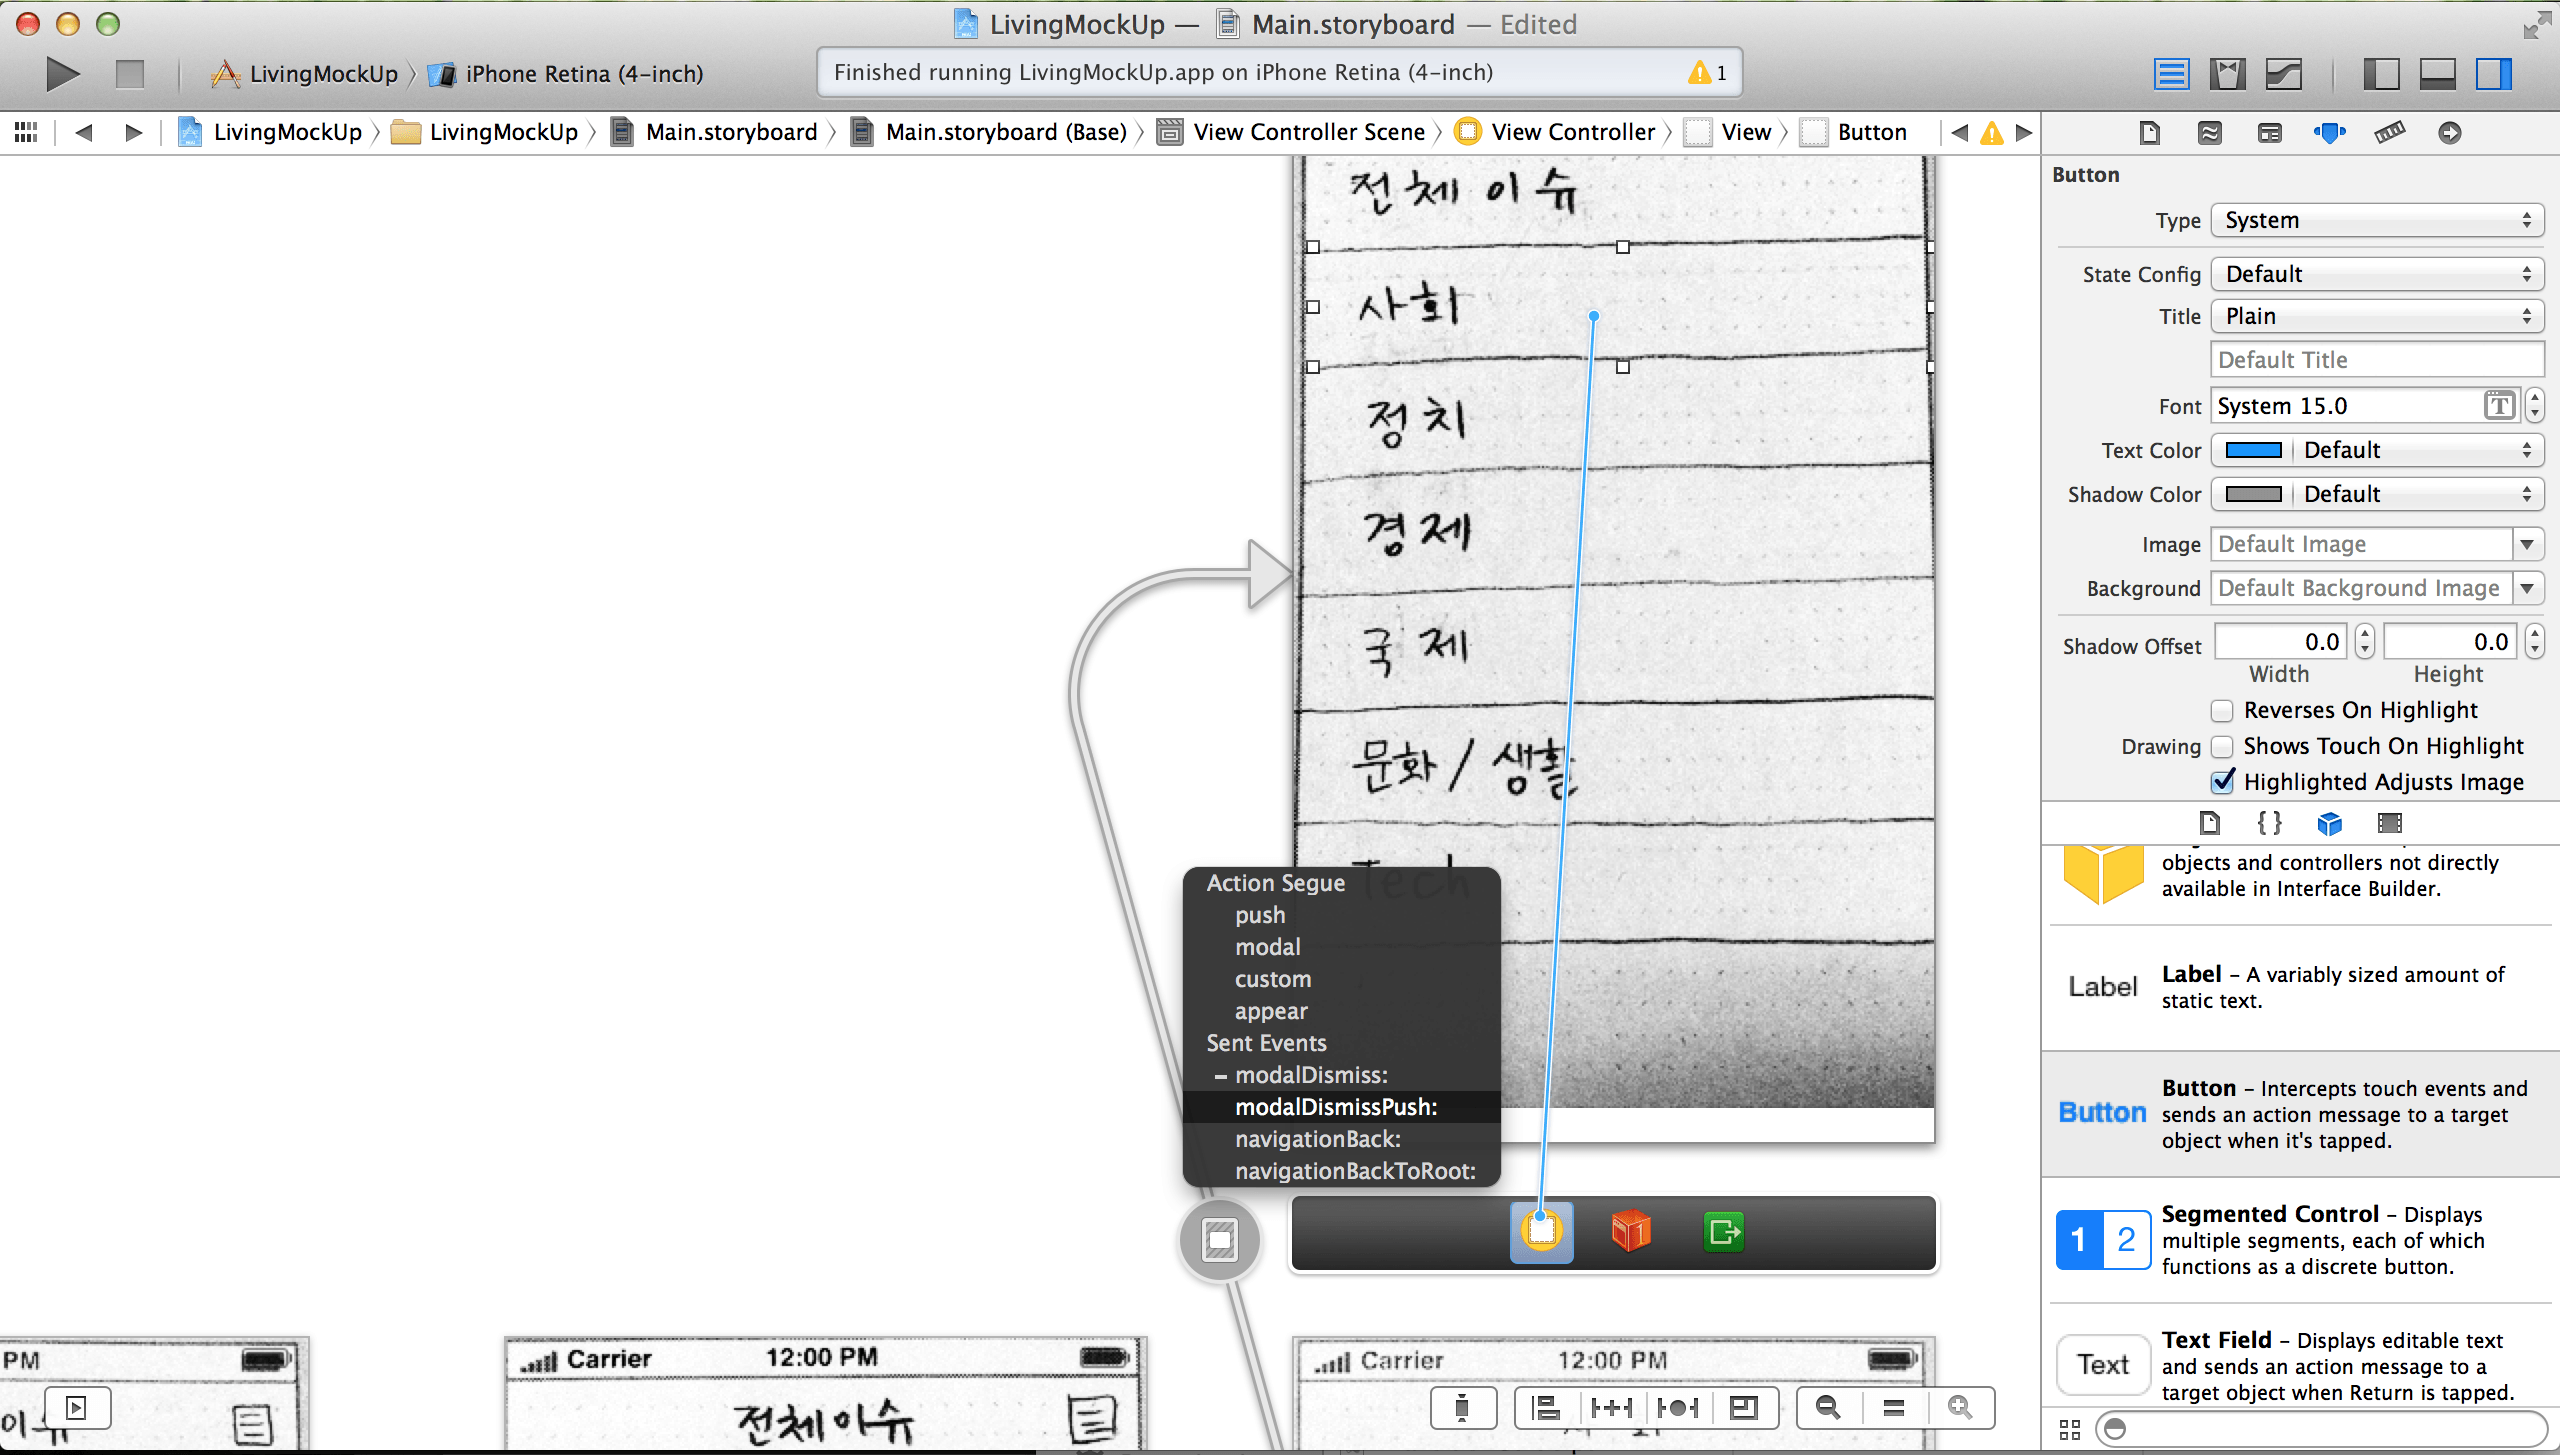 LivingMockUp — Main.storyboard — Edited
LivingMockUp iPhone Retina (4-inch)
Finished running LivingMockUp.app on iPhone Retina (4-inch) 1
LivingMockUp LivingMockUp Main.storyboard Main.storyboard (Base) View Controller Scene View Controller View Button
전체 이슈
사회
정치
경제
국제
문화 / 생활
Tech
Action Segue
push
modal
custom
appear
Sent Events
– modalDismiss:
modalDismissPush:
navigationBack:
navigationBackToRoot:
PM
이슈
Carrier 12:00 PM
전체이슈
Carrier 12:00 PM
Button
Type System
State Config Default
Title Plain
Default Title
Font System 15.0 T
Text Color Default
Shadow Color Default
Image Default Image
Background Default Background Image
Shadow Offset 0.0 0.0
Width Height
Reverses On Highlight
Drawing Shows Touch On Highlight
Highlighted Adjusts Image
{}
objects and controllers not directly
available in Interface Builder.
Label
Label – A variably sized amount of
static text.
Button
Button – Intercepts touch events and
sends an action message to a target
object when it's tapped.
1 2
Segmented Control – Displays
multiple segments, each of which
functions as a discrete button.
Text
Text Field – Displays editable text
and sends an action message to a
target object when Return is tapped.